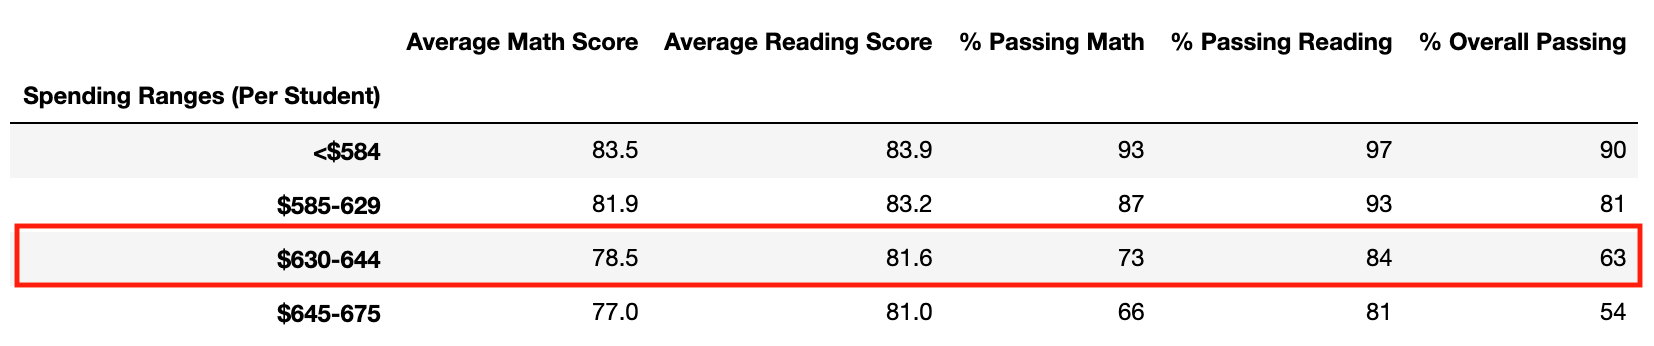 Average Math Score Average Reading Score % Passing Math % Passing Reading % Overall Passing
Spending Ranges (Per Student)
<$584 83.5 83.9 93 97 90
$585-629 81.9 83.2 87 93 81
$630-644 78.5 81.6 73 84 63
$645-675 77.0 81.0 66 81 54